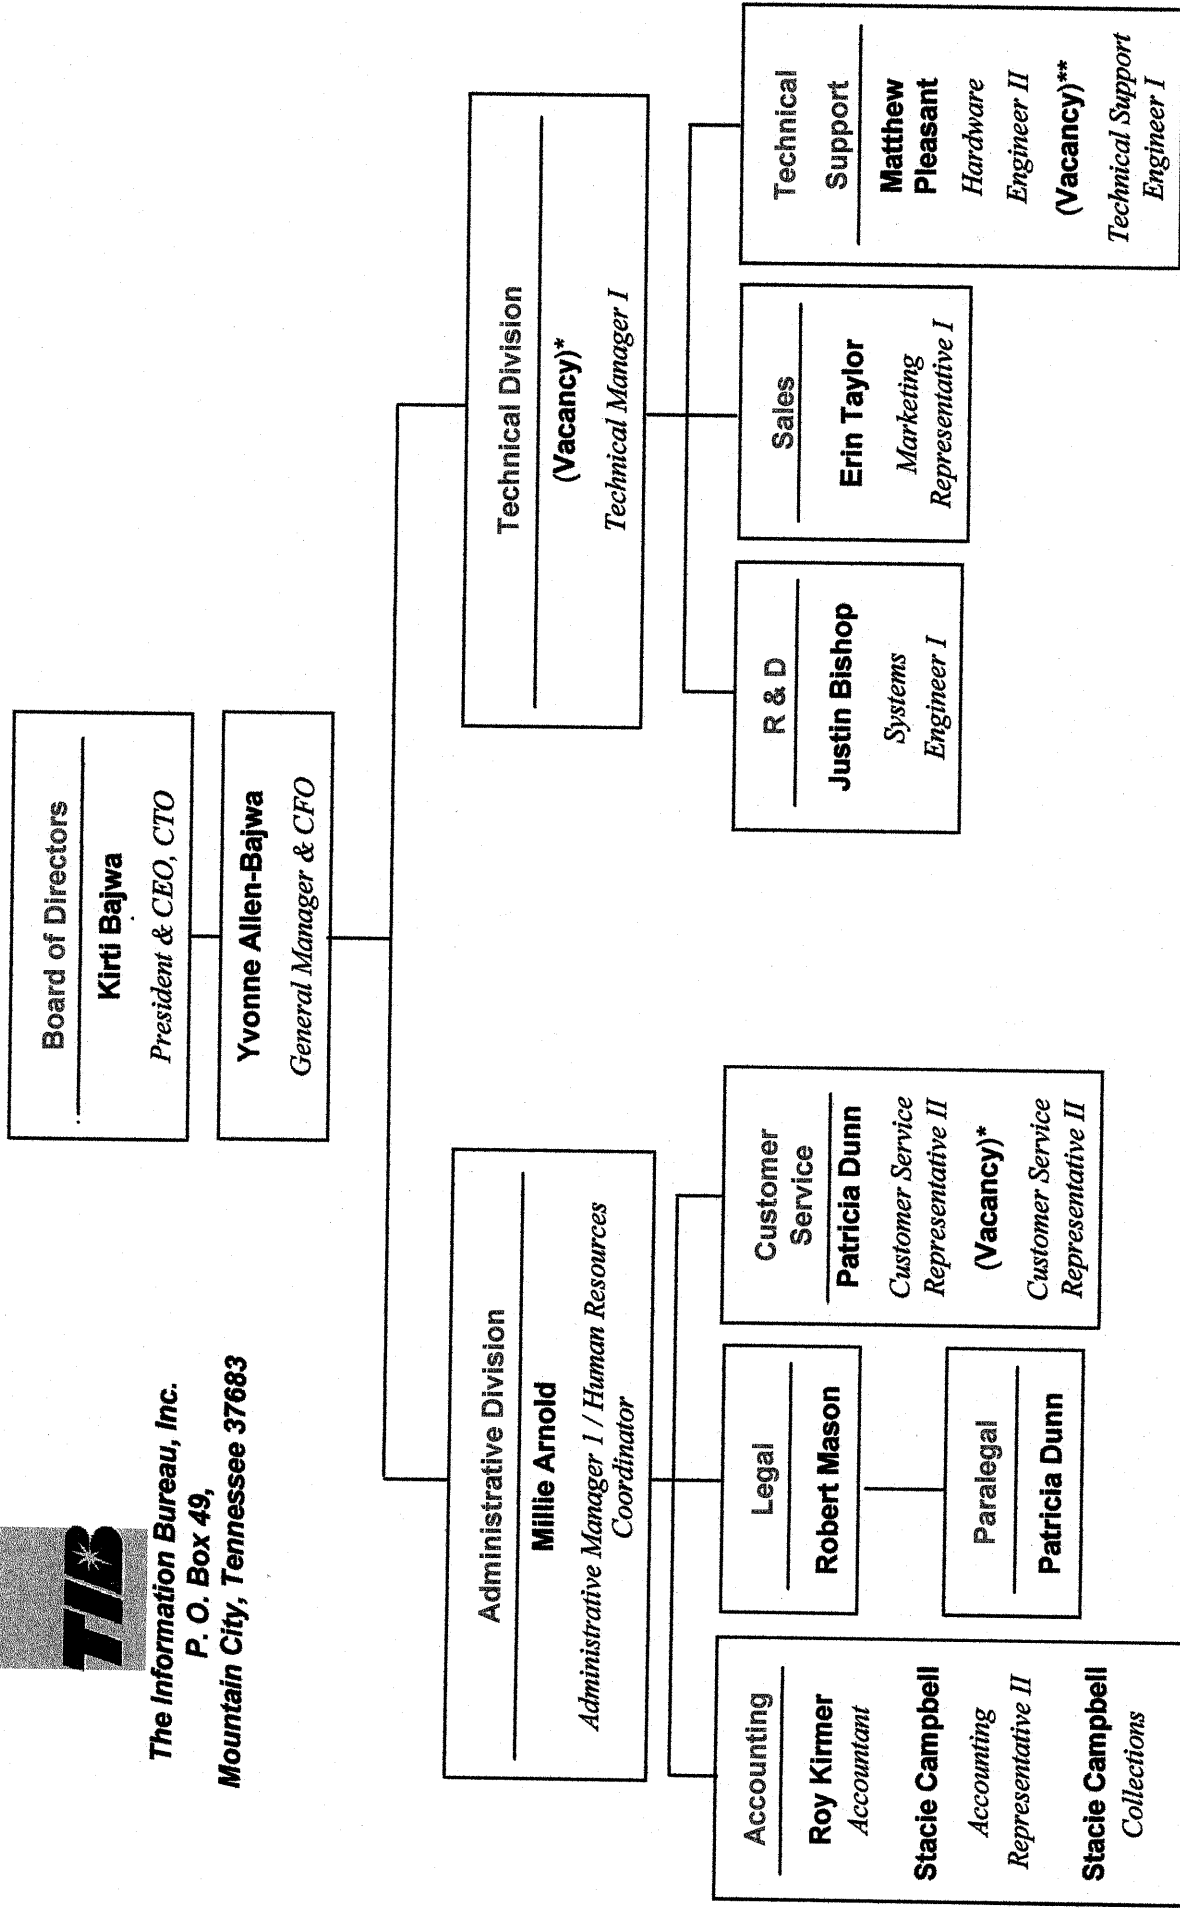 TIB
The Information Bureau, Inc.
P. O. Box 49,
Mountain City, Tennessee 37683
Board of Directors
Kirti Bajwa
President & CEO, CTO
Yvonne Allen-Bajwa
General Manager & CFO
Administrative Division
Millie Arnold
Administrative Manager 1 / Human Resources
Coordinator
Technical Division
(Vacancy)*
Technical Manager I
Accounting
Roy Kirmer
Accountant
Stacie Campbell
Accounting
Representative II
Stacie Campbell
Collections
Legal
Robert Mason
Paralegal
Patricia Dunn
Customer
Service
Patricia Dunn
Customer Service
Representative II
(Vacancy)*
Customer Service
Representative II
R & D
Justin Bishop
Systems
Engineer I
Sales
Erin Taylor
Marketing
Representative I
Technical
Support
Matthew
Pleasant
Hardware
Engineer II
(Vacancy)**
Technical Support
Engineer I